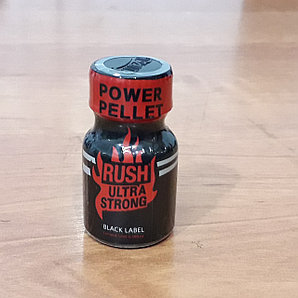 POWER
PELLET
RUSH
ULTRA
STRONG
BLACK LABEL